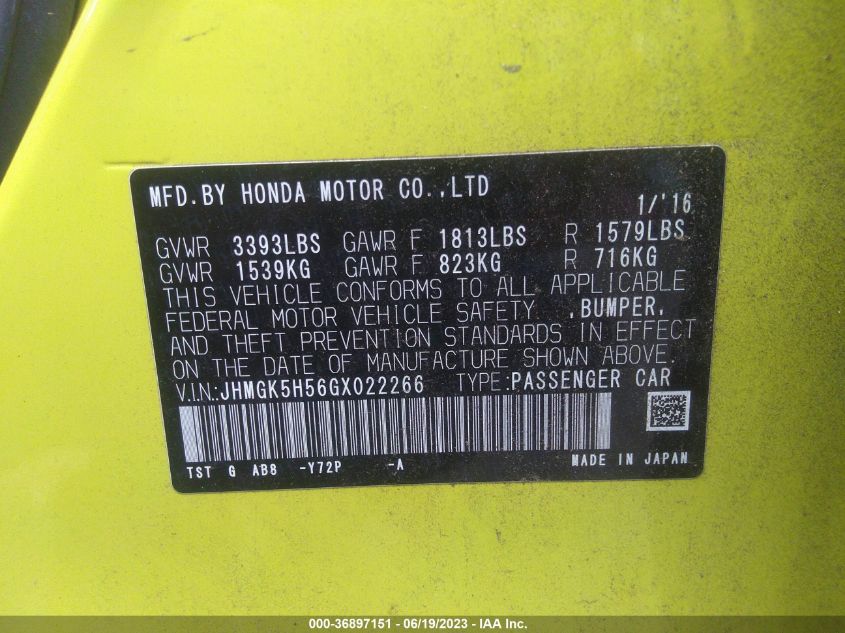 MFD.BY HONDA MOTOR CO.,LTD 1/'16
GVWR 3393LBS GAWR F 1813LBS R 1579LBS
GVWR 1539KG GAWR F 823KG R 716KG
THIS VEHICLE CONFORMS TO ALL APPLICABLE
FEDERAL MOTOR VEHICLE SAFETY ,BUMPER,
AND THEFT PREVENTION STANDARDS IN EFFECT
ON THE DATE OF MANUFACTURE SHOWN ABOVE.
V.I.N.:JHMGK5H56GX022266 TYPE:PASSENGER CAR
TST G AB8 -Y72P -A MADE IN JAPAN
000-36897151 - 06/19/2023 - IAA Inc.